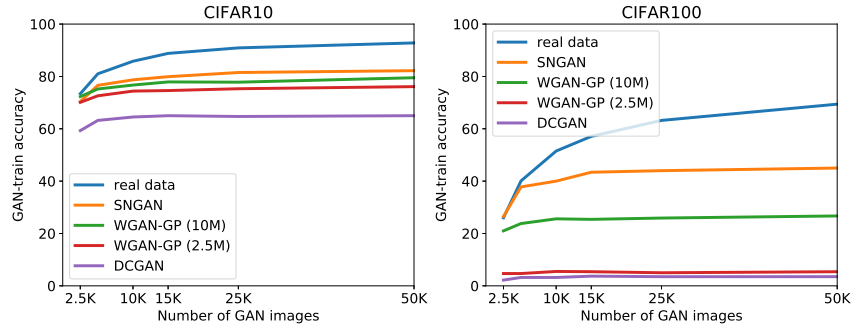 CIFAR10
GAN-train accuracy
100
80
60
40
20
0
real data
SNGAN
WGAN-GP (10M)
WGAN-GP (2.5M)
DCGAN
2.5K 10K 15K 25K 50K
Number of GAN images
CIFAR100
GAN-train accuracy
100
80
60
40
20
0
real data
SNGAN
WGAN-GP (10M)
WGAN-GP (2.5M)
DCGAN
2.5K 10K 15K 25K 50K
Number of GAN images